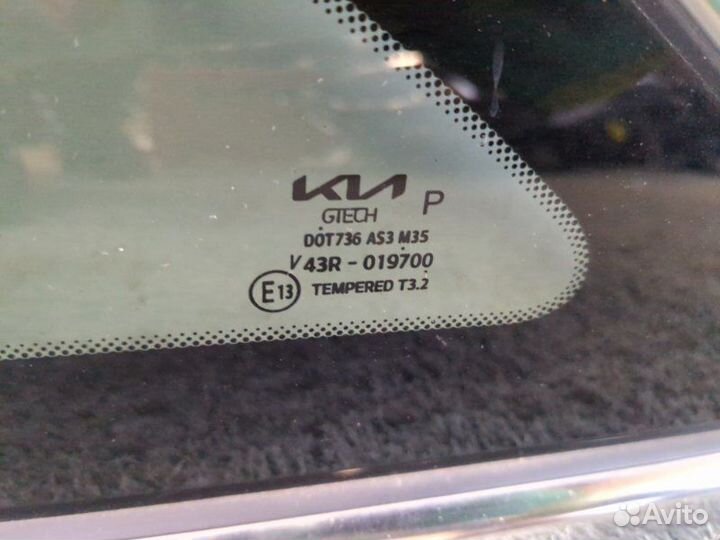 KIA
GTECH P
DOT736 AS3 M35
V 43R - 019700
E13 TEMPERED T3.2
Avito